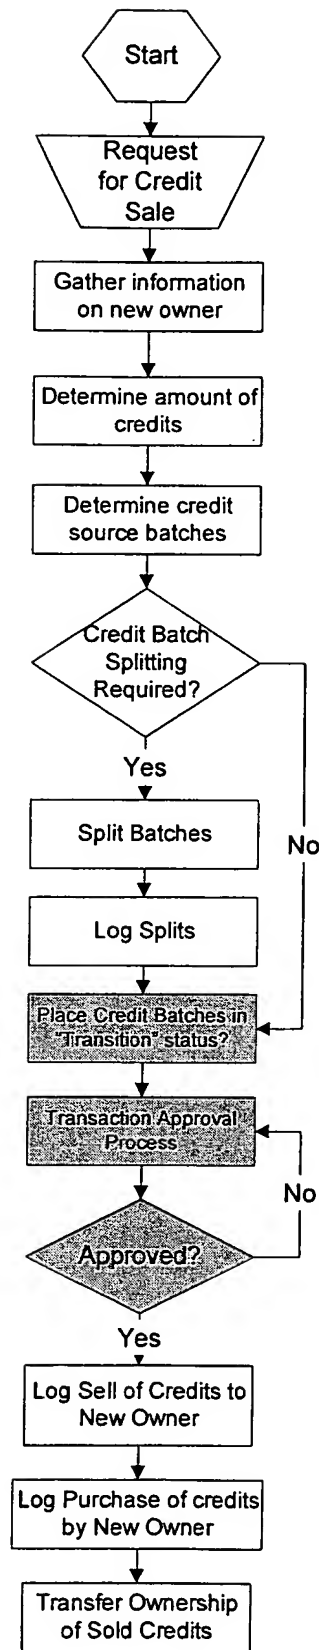 Start
Request
for Credit
Sale
Gather information
on new owner
Determine amount of
credits
Determine credit
source batches
Credit Batch
Splitting
Required?
Yes
No
Split Batches
Log Splits
Place Credit Batches in
"Transition" status?
Transaction Approval
Process
No
Approved?
Yes
Log Sell of Credits to
New Owner
Log Purchase of credits
by New Owner
Transfer Ownership
of Sold Credits